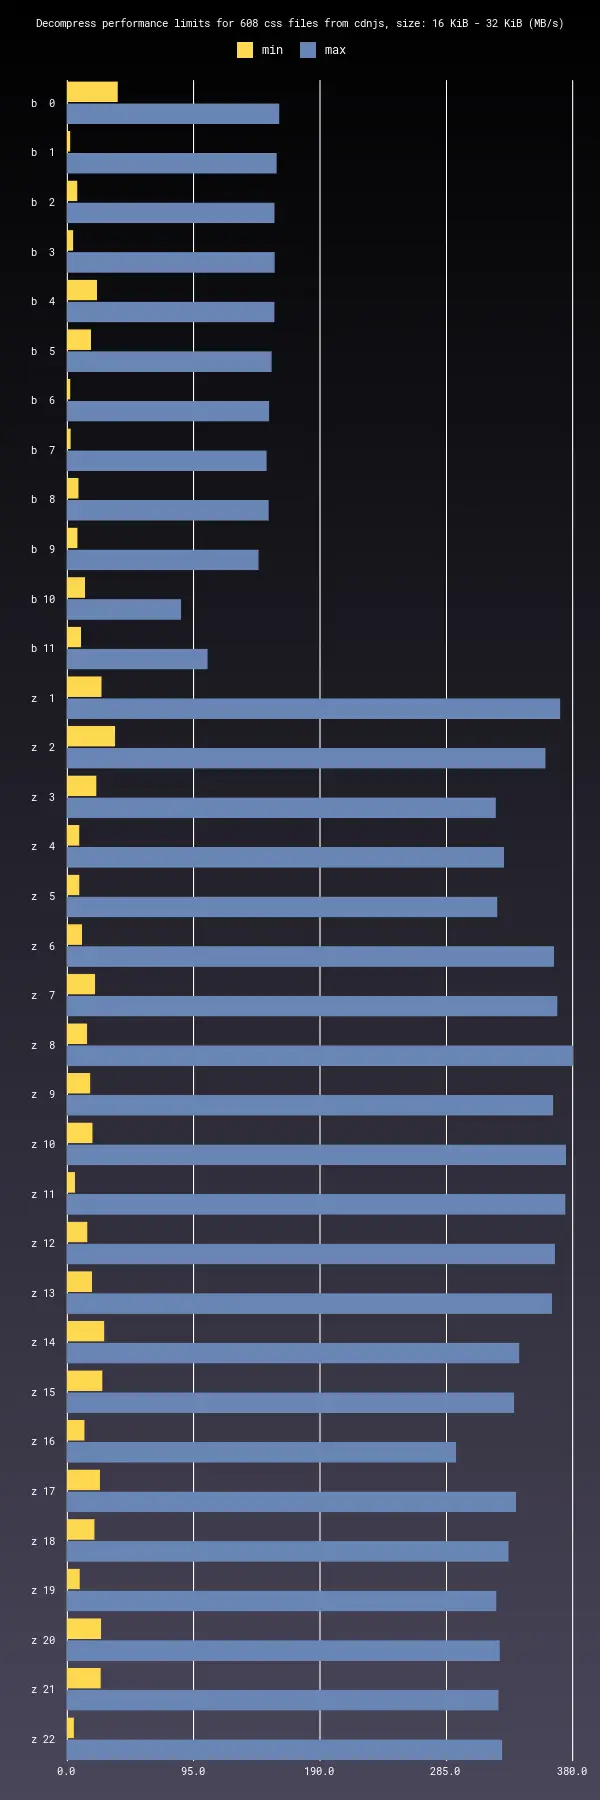 Decompress performance limits for 608 css files from cdnjs, size: 16 KiB - 32 KiB (MB/s)
min max
b 0
b 1
b 2
b 3
b 4
b 5
b 6
b 7
b 8
b 9
b 10
b 11
z 1
z 2
z 3
z 4
z 5
z 6
z 7
z 8
z 9
z 10
z 11
z 12
z 13
z 14
z 15
z 16
z 17
z 18
z 19
z 20
z 21
z 22
0.0 95.0 190.0 285.0 380.0